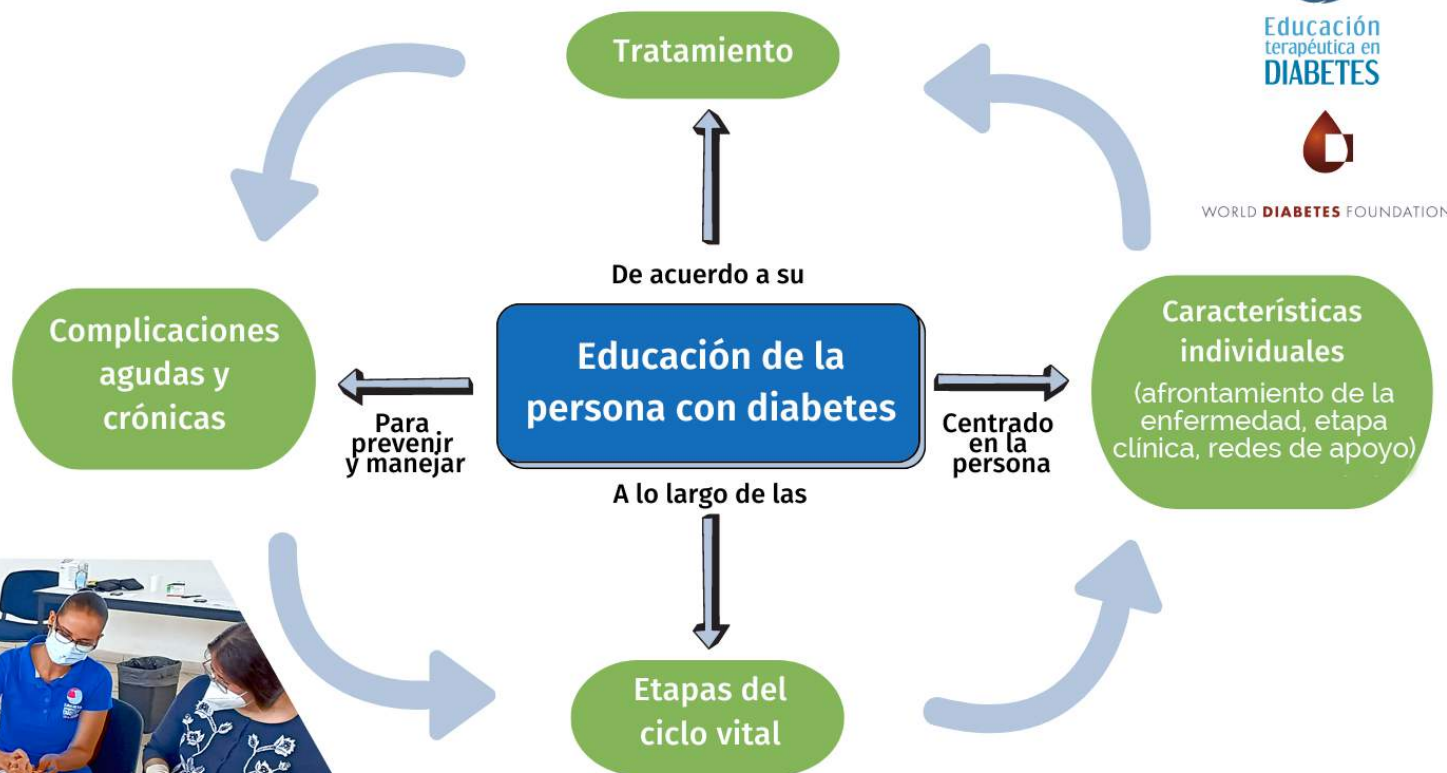 Tratamiento
Educación
terapéutica en
DIABETES
WORLD DIABETES FOUNDATION
De acuerdo a su
Educación de la
persona con diabetes
Complicaciones
agudas y
crónicas
Para
prevenir
y manejar
Centrado
en la
persona
Características
individuales
(afrontamiento de la
enfermedad, etapa
clínica, redes de apoyo)
A lo largo de las
Etapas del
ciclo vital